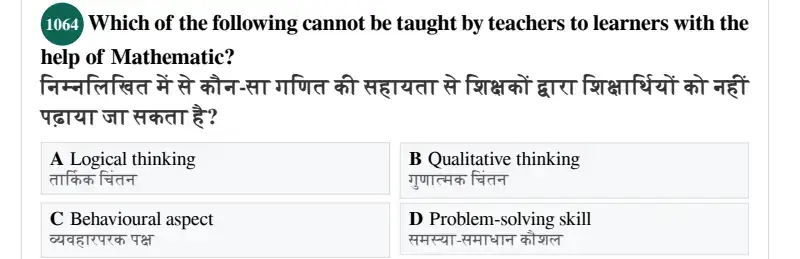 1064 Which of the following cannot be taught by teachers to learners with the
help of Mathematic?
निम्नलिखित में से कौन-सा गणित की सहायता से शिक्षकों द्वारा शिक्षार्थियों को नहीं
पढ़ाया जा सकता है?
A Logical thinking
तार्किक चिंतन
B Qualitative thinking
गुणात्मक चिंतन
C Behavioural aspect
व्यवहारपरक पक्ष
D Problem-solving skill
समस्या-समाधान कौशल